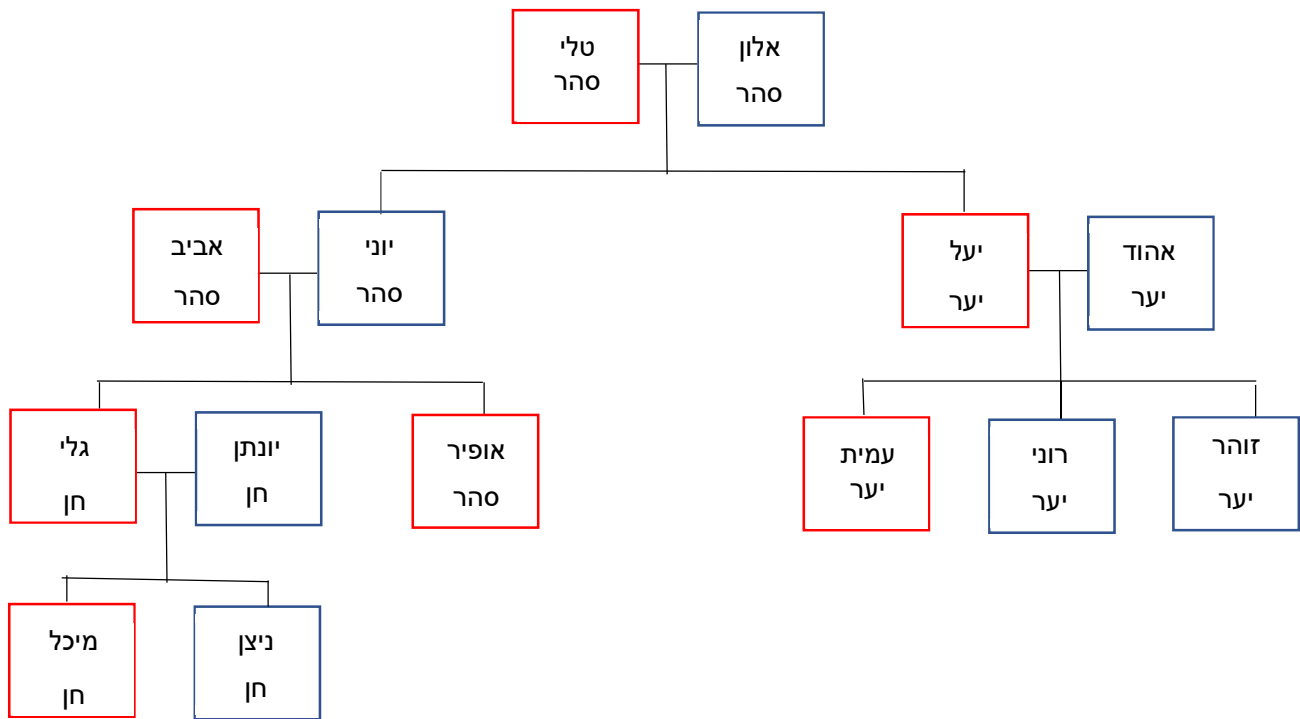 אלון
סהר
טלי
סהר
אהוד
יער
יעל
יער
יוני
סהר
אביב
סהר
זוהר
יער
רוני
יער
עמית
יער
אופיר
סהר
יונתן
חן
גלי
חן
ניצן
חן
מיכל
חן